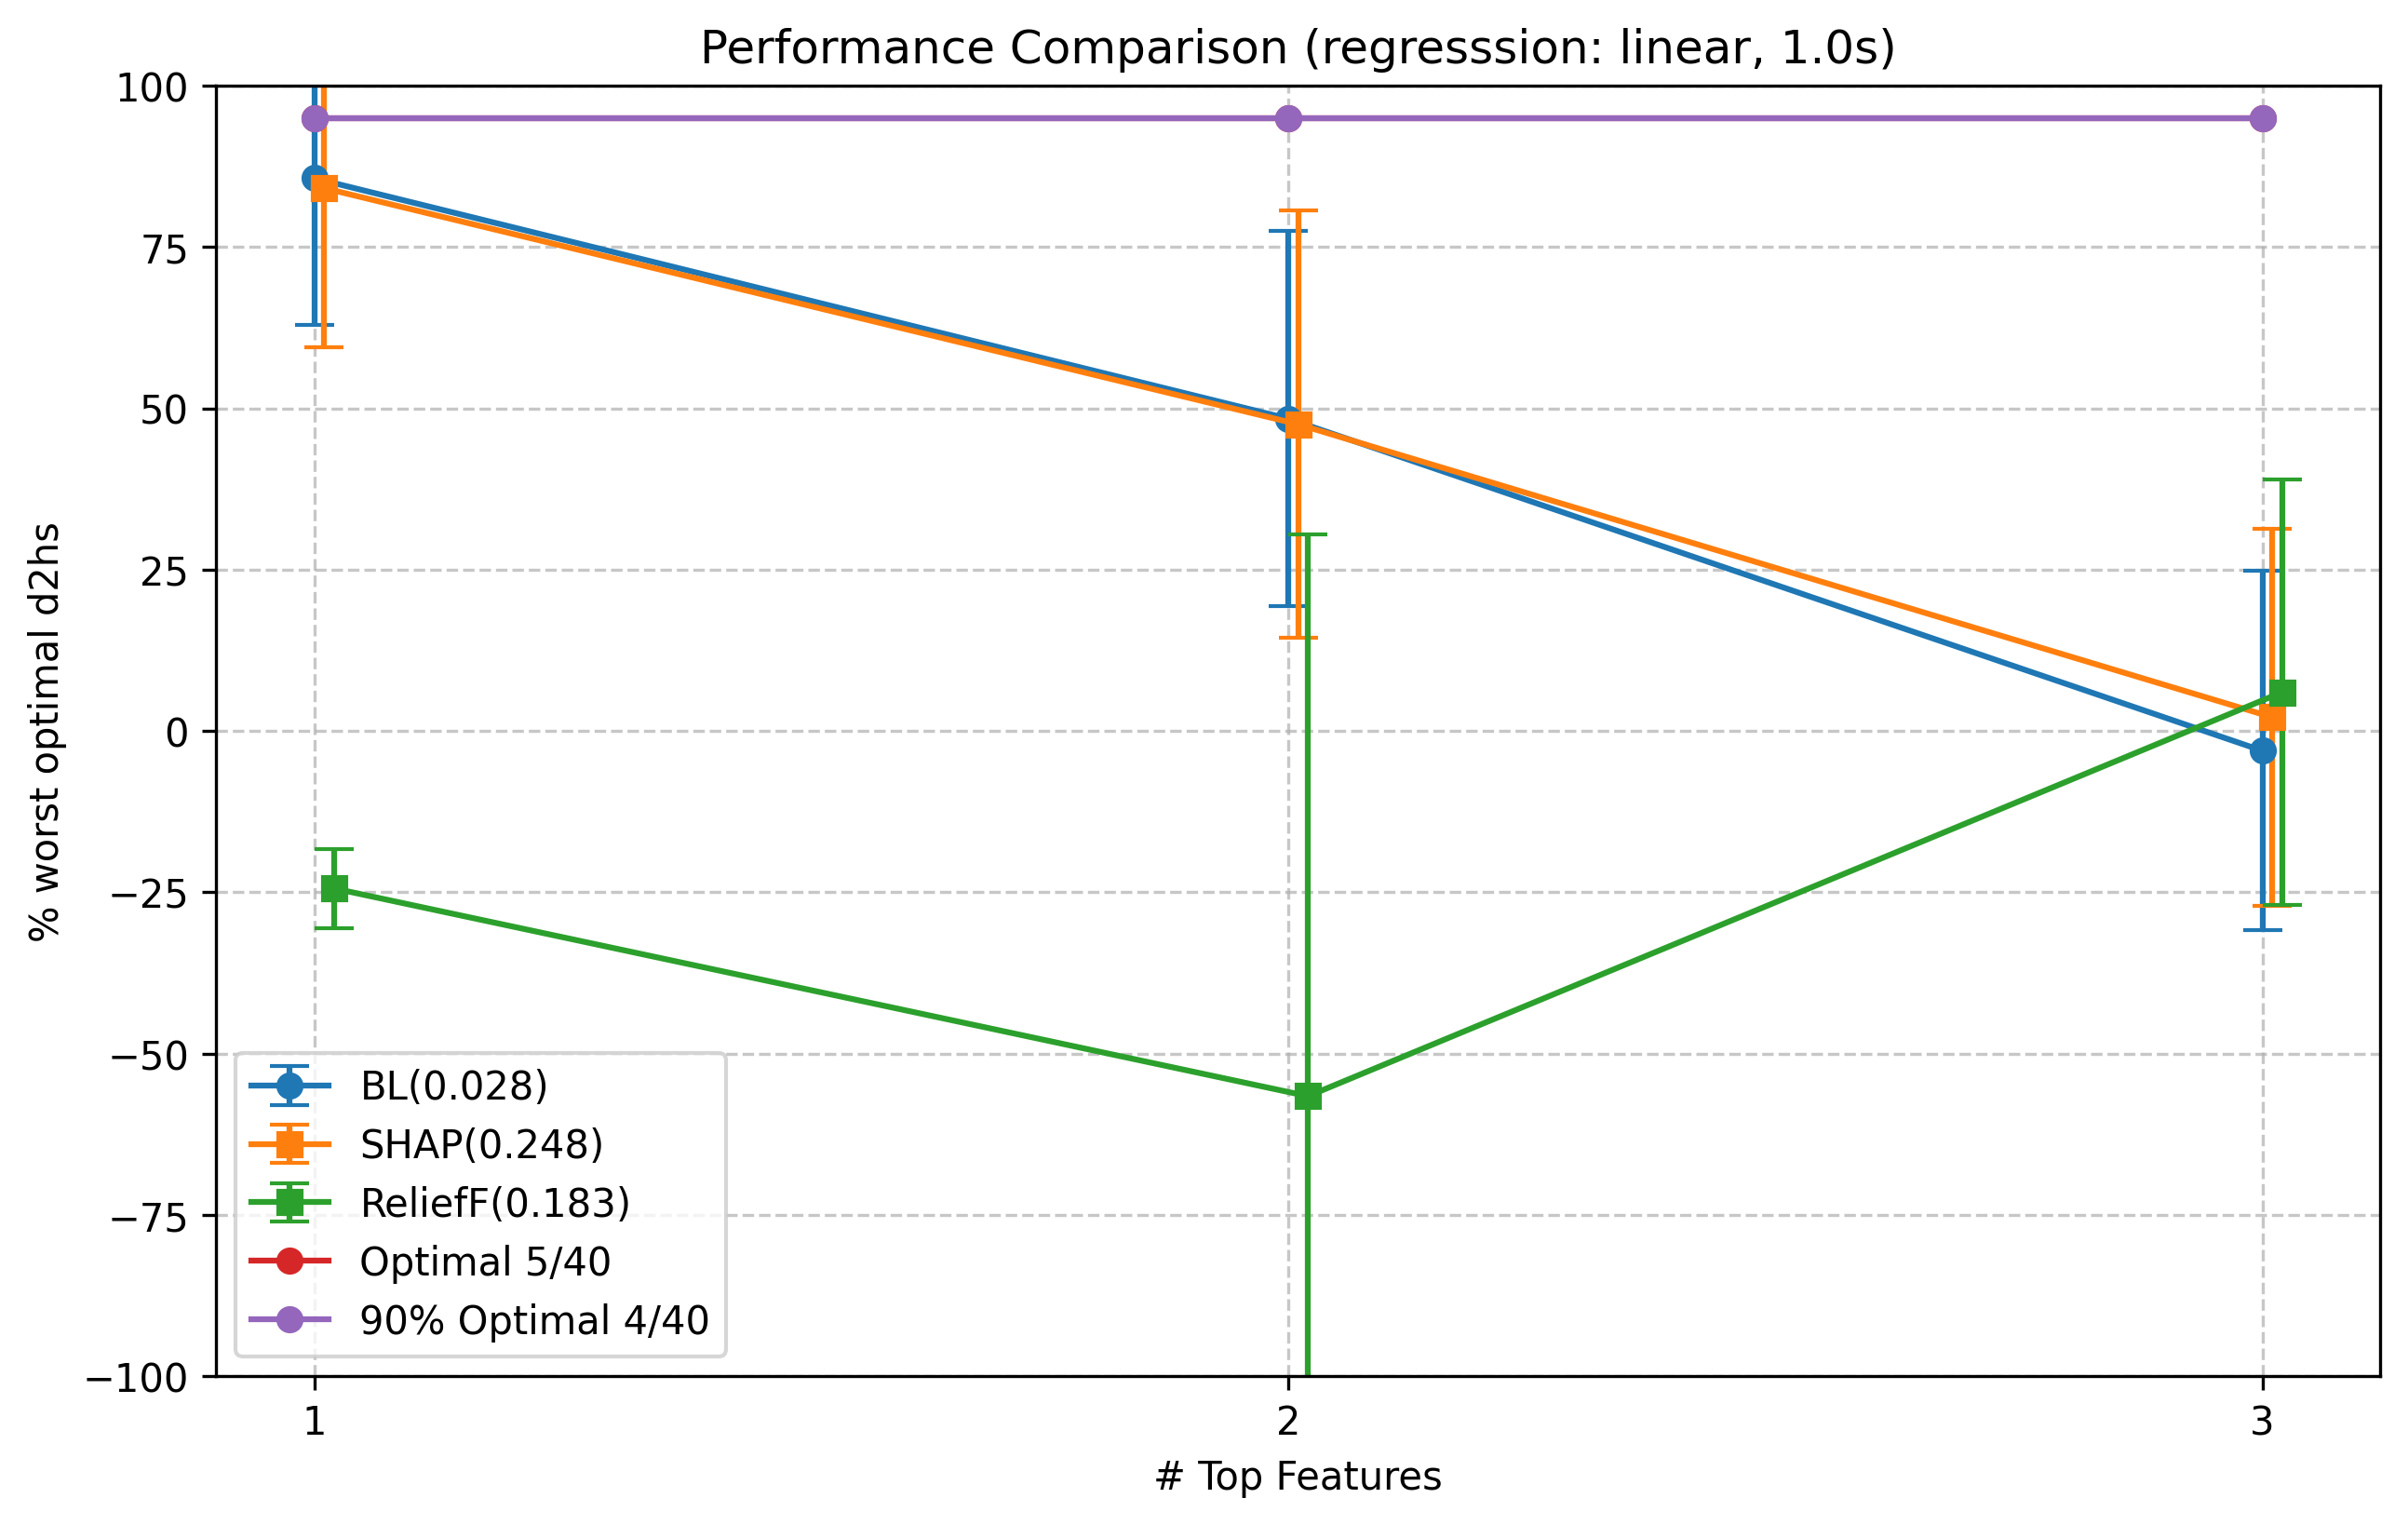 Performance Comparison (regresssion: linear, 1.0s)
% worst optimal d2hs
100
75
50
25
0
−25
−50
−75
−100
BL(0.028)
SHAP(0.248)
ReliefF(0.183)
Optimal 5/40
90% Optimal 4/40
1 2 3
# Top Features